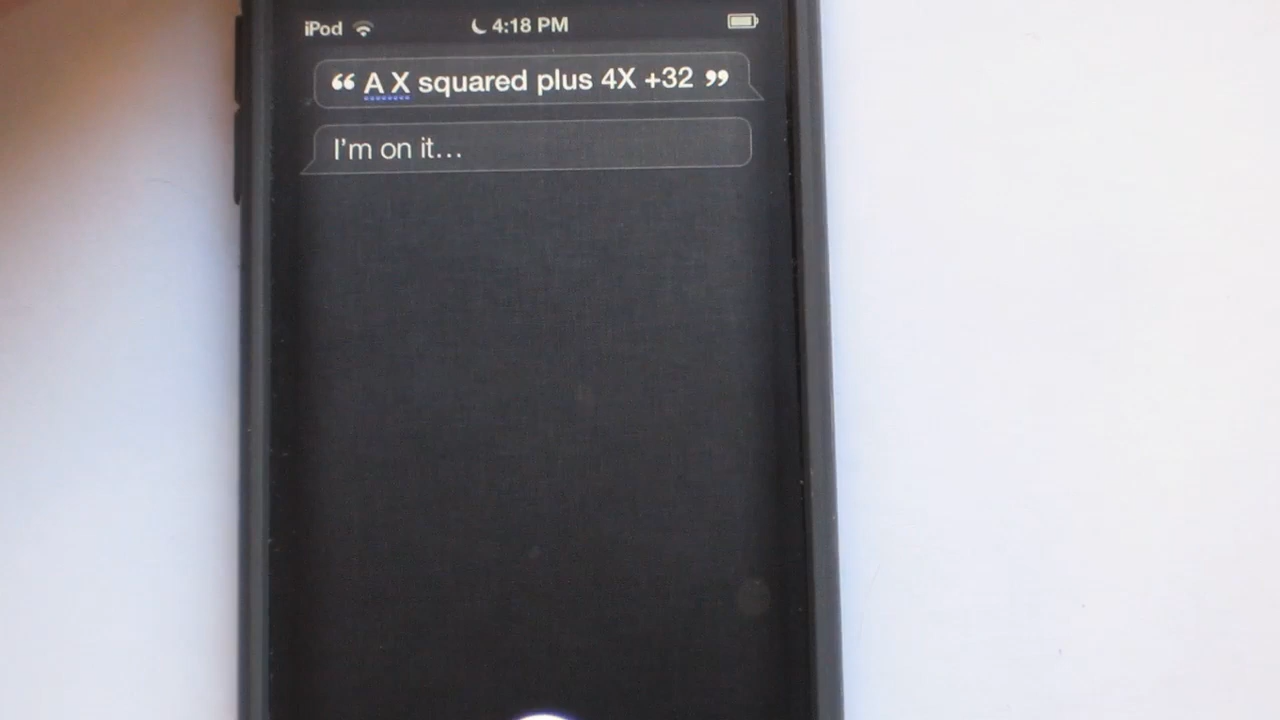 iPod 4:18 PM
“ A X squared plus 4X +32 ”
I'm on it...